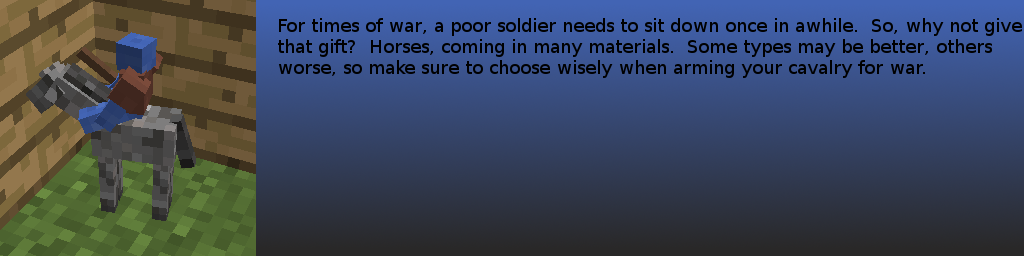 For times of war, a poor soldier needs to sit down once in awhile.  So, why not give
that gift?  Horses, coming in many materials.  Some types may be better, others
worse, so make sure to choose wisely when arming your cavalry for war.